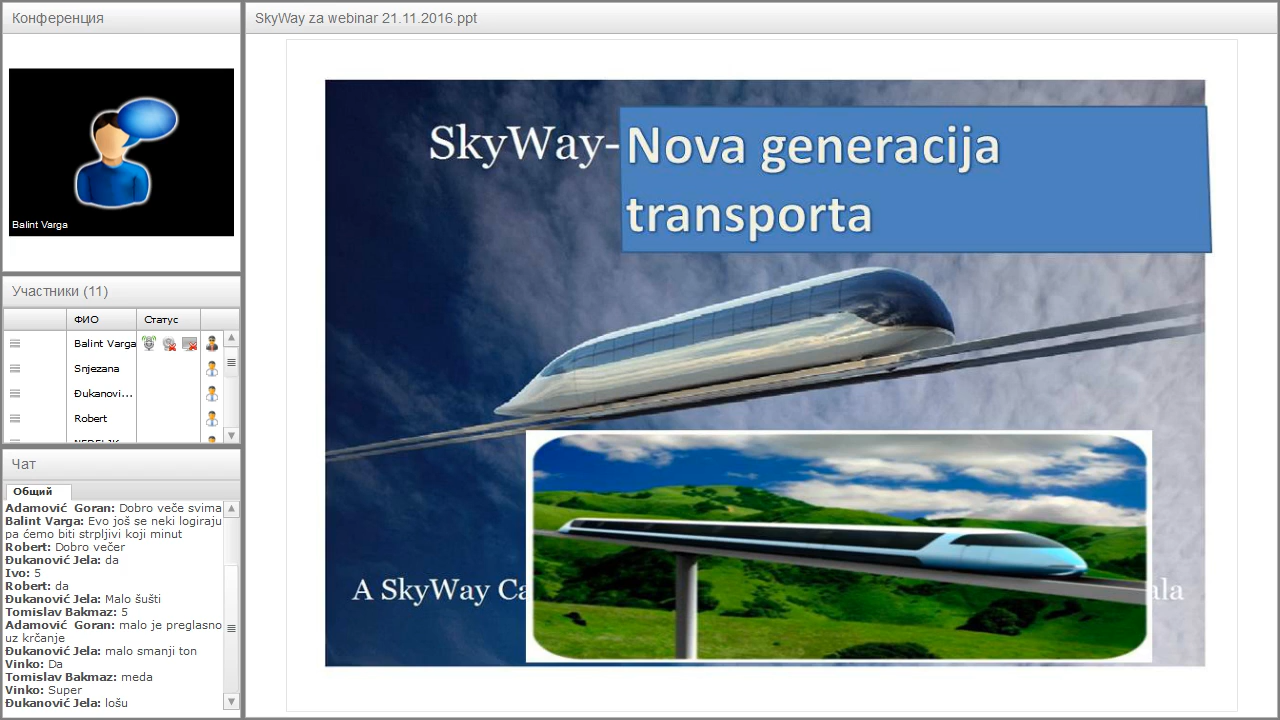 Конференция
Balint Varga
Участники (11)
ФИО
Статус
Balint Varga
Snjezana
Đukanovi...
Robert
Чат
Общий
Adamović Goran: Dobro veče svima
Balint Varga: Evo još se neki logiraju
pa ćemo biti strpljivi koji minut
Robert: Dobro večer
Đukanović Jela: da
Ivo: 5
Robert: da
Đukanović Jela: Malo šušti
Tomislav Bakmaz: 5
Adamović Goran: malo je preglasno
uz krčanje
Đukanović Jela: malo smanji ton
Vinko: Da
Tomislav Bakmaz: meda
Vinko: Super
Đukanović Jela: lošu
SkyWay za webinar 21.11.2016.ppt
SkyWay- Nova generacija
transporta
A SkyWay Ca
ala